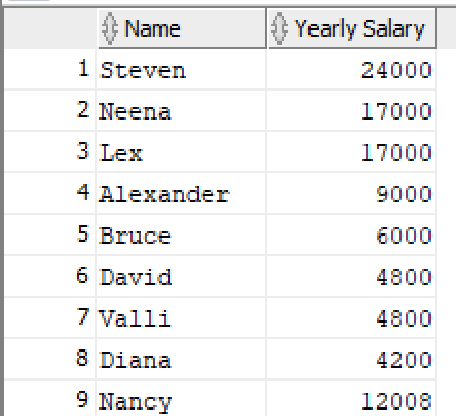 Name Yearly Salary
1 Steven 24000
2 Neena 17000
3 Lex 17000
4 Alexander 9000
5 Bruce 6000
6 David 4800
7 Valli 4800
8 Diana 4200
9 Nancy 12008